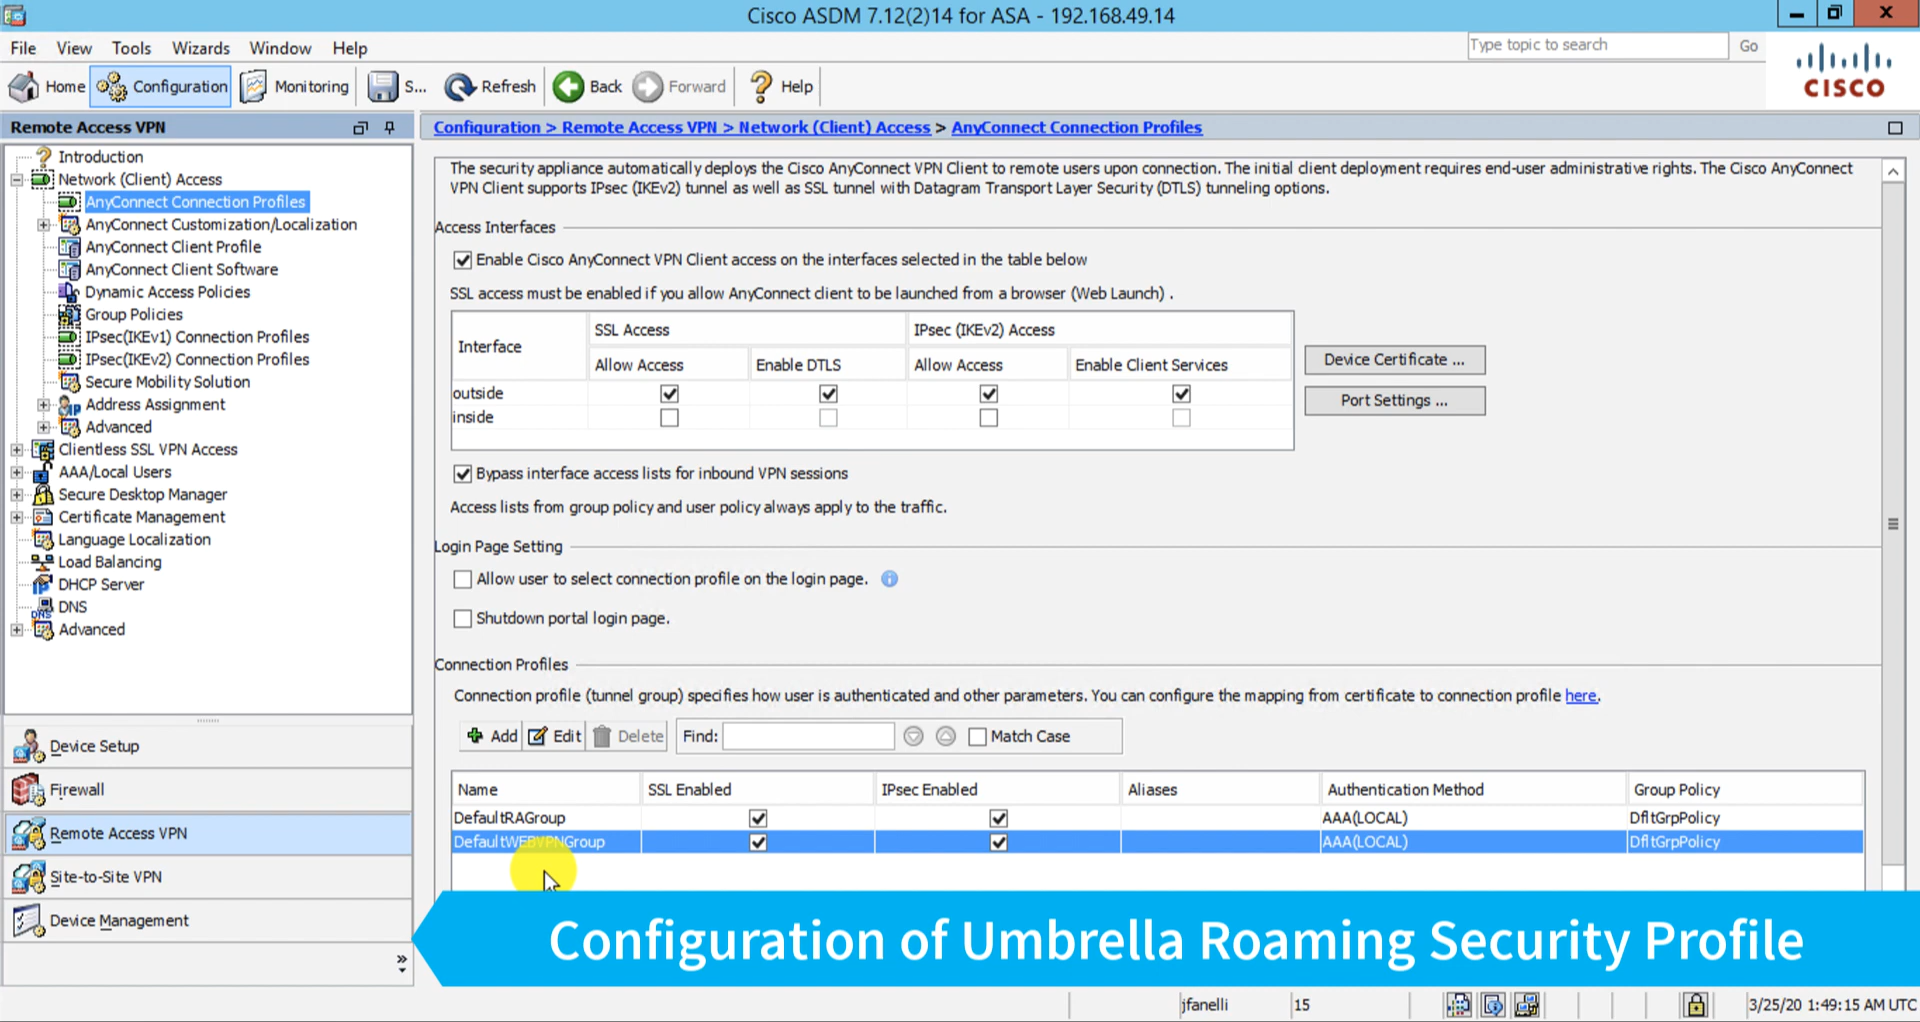 Cisco ASDM 7.12(2)14 for ASA - 192.168.49.14
File View Tools Wizards Window Help
Type topic to search Go
Home Configuration Monitoring S... Refresh Back Forward Help
CISCO
Remote Access VPN
Introduction
Network (Client) Access
AnyConnect Connection Profiles
AnyConnect Customization/Localization
AnyConnect Client Profile
AnyConnect Client Software
Dynamic Access Policies
Group Policies
IPsec(IKEv1) Connection Profiles
IPsec(IKEv2) Connection Profiles
Secure Mobility Solution
Address Assignment
Advanced
Clientless SSL VPN Access
AAA/Local Users
Secure Desktop Manager
Certificate Management
Language Localization
Load Balancing
DHCP Server
DNS
Advanced
Device Setup
Firewall
Remote Access VPN
Site-to-Site VPN
Device Management
Configuration > Remote Access VPN > Network (Client) Access > AnyConnect Connection Profiles
The security appliance automatically deploys the Cisco AnyConnect VPN Client to remote users upon connection. The initial client deployment requires end-user administrative rights. The Cisco AnyConnect
VPN Client supports IPsec (IKEv2) tunnel as well as SSL tunnel with Datagram Transport Layer Security (DTLS) tunneling options.
Access Interfaces
Enable Cisco AnyConnect VPN Client access on the interfaces selected in the table below
SSL access must be enabled if you allow AnyConnect client to be launched from a browser (Web Launch) .
Interface SSL Access IPsec (IKEv2) Access
Allow Access Enable DTLS Allow Access Enable Client Services
outside
inside
Device Certificate ...
Port Settings ...
Bypass interface access lists for inbound VPN sessions
Access lists from group policy and user policy always apply to the traffic.
Login Page Setting
Allow user to select connection profile on the login page.
Shutdown portal login page.
Connection Profiles
Connection profile (tunnel group) specifies how user is authenticated and other parameters. You can configure the mapping from certificate to connection profile here.
Add Edit Delete Find: Match Case
Name SSL Enabled IPsec Enabled Aliases Authentication Method Group Policy
DefaultRAGroup AAA(LOCAL) DfltGrpPolicy
DefaultWEBVPNGroup AAA(LOCAL) DfltGrpPolicy
Configuration of Umbrella Roaming Security Profile
jfanelli 15 3/25/20 1:49:15 AM UTC